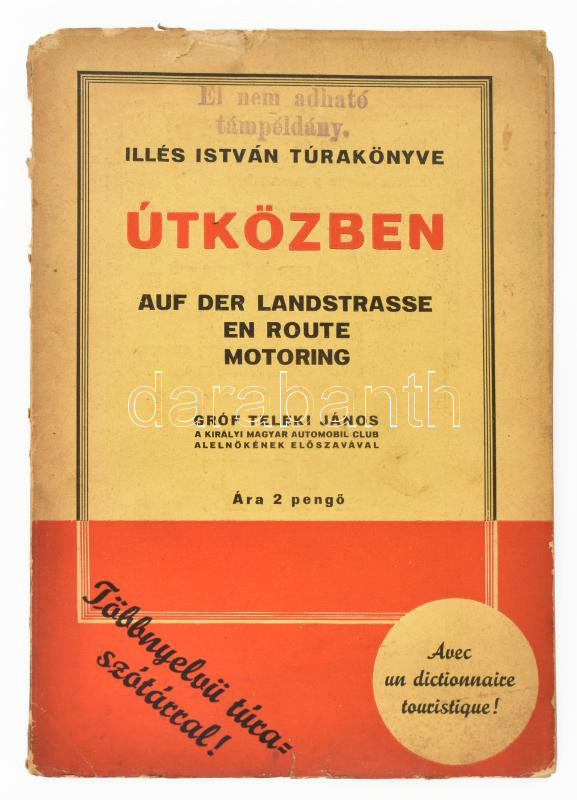 El nem adható
támpéldány.
ILLÉS ISTVÁN TÚRAKÖNYVE
ÚTKÖZBEN
AUF DER LANDSTRASSE
EN ROUTE
MOTORING
darabanth
GRÓF TELEKI JÁNOS
A KIRÁLYI MAGYAR AUTOMOBIL CLUB
ALELNÖKÉNEK ELŐSZAVÁVAL
Ára 2 pengő
Többnyelvű túra=
szótárral!
Avec
un dictionnaire
touristique!